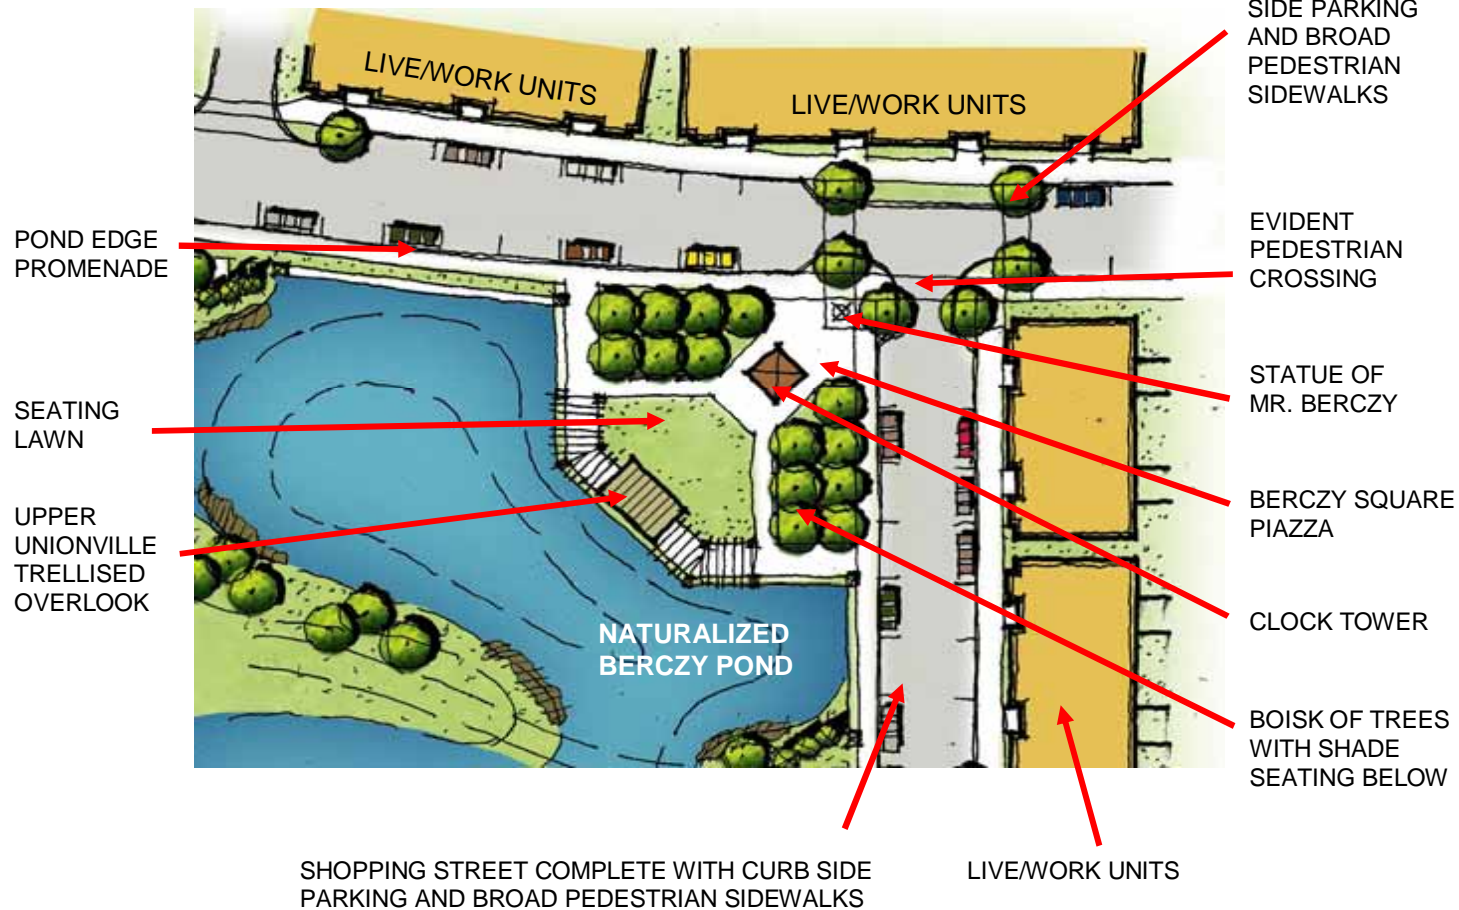 SIDE PARKING
AND BROAD
PEDESTRIAN
SIDEWALKS
LIVE/WORK UNITS
LIVE/WORK UNITS
POND EDGE
PROMENADE
EVIDENT
PEDESTRIAN
CROSSING
STATUE OF
MR. BERCZY
SEATING
LAWN
BERCZY SQUARE
PIAZZA
UPPER
UNIONVILLE
TRELLISED
OVERLOOK
CLOCK TOWER
NATURALIZED
BERCZY POND
BOISK OF TREES
WITH SHADE
SEATING BELOW
SHOPPING STREET COMPLETE WITH CURB SIDE
PARKING AND BROAD PEDESTRIAN SIDEWALKS
LIVE/WORK UNITS